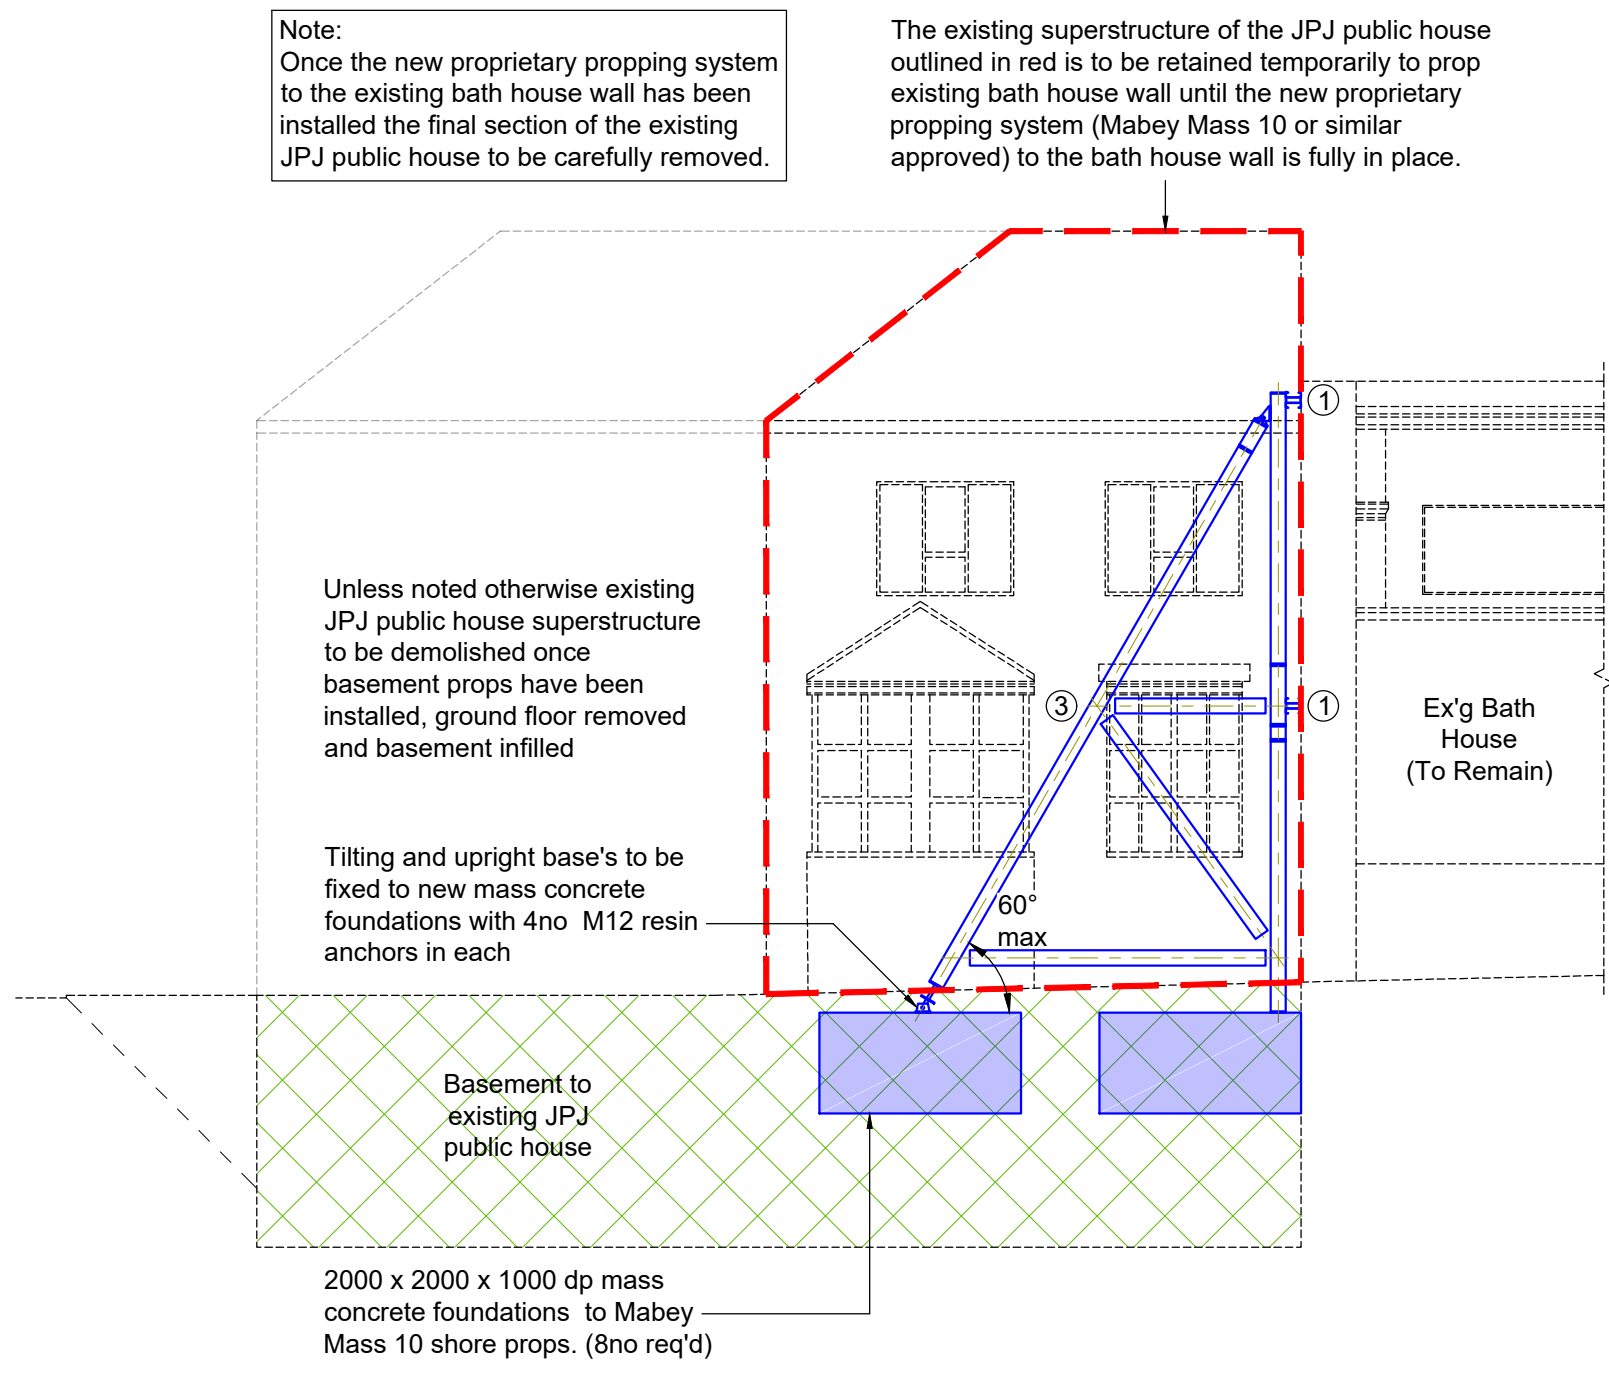 Note:
Once the new proprietary propping system
to the existing bath house wall has been
installed the final section of the existing
JPJ public house to be carefully removed.
The existing superstructure of the JPJ public house
outlined in red is to be retained temporarily to prop
existing bath house wall until the new proprietary
propping system (Mabey Mass 10 or similar
approved) to the bath house wall is fully in place.
1
Unless noted otherwise existing
JPJ public house superstructure
to be demolished once
basement props have been
installed, ground floor removed
and basement infilled
3
1
Ex'g Bath
House
(To Remain)
Tilting and upright base's to be
fixed to new mass concrete
foundations with 4no  M12 resin
anchors in each
60°
max
Basement to
existing JPJ
public house
2000 x 2000 x 1000 dp mass
concrete foundations  to Mabey
Mass 10 shore props. (8no req'd)